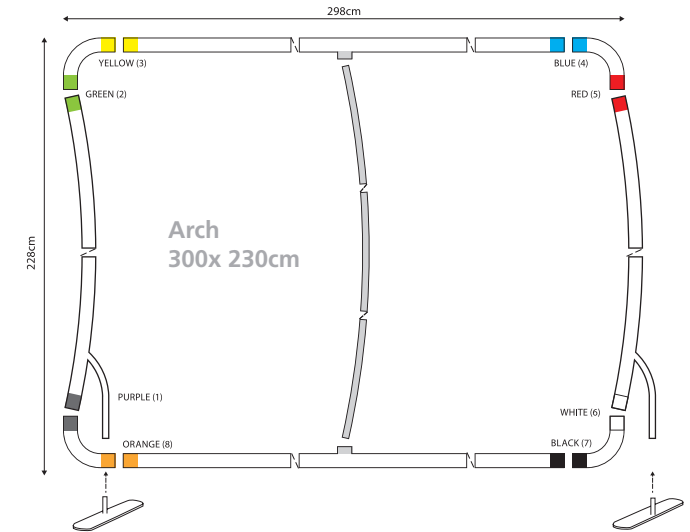 298cm
YELLOW (3)
BLUE (4)
GREEN (2)
RED (5)
228cm
Arch
300x 230cm
PURPLE (1)
WHITE (6)
ORANGE (8)
BLACK (7)